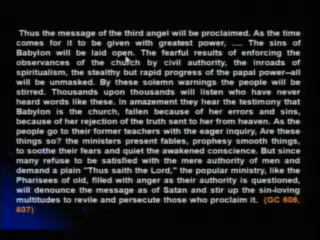 Thus the message of the third angel will be proclaimed. As the time
comes for it to be given with greatest power, .... The sins of
Babylon will be laid open. The fearful results of enforcing the
observances of the church by civil authority, the inroads of
spiritualism, the stealthy but rapid progress of the papal power--all
will be unmasked. By these solemn warnings the people will be
stirred. Thousands upon thousands will listen who have never
heard words like these. In amazement they hear the testimony that
Babylon is the church, fallen because of her errors and sins,
because of her rejection of the truth sent to her from heaven. As the
people go to their former teachers with the eager inquiry, Are these
things so? the ministers present fables, prophesy smooth things,
to soothe their fears and quiet the awakened conscience. But since
many refuse to be satisfied with the mere authority of men and
demand a plain "Thus saith the Lord," the popular ministry, like the
Pharisees of old, filled with anger as their authority is questioned,
will denounce the message as of Satan and stir up the sin-loving
multitudes to revile and persecute those who proclaim it. (GC 606,
607)